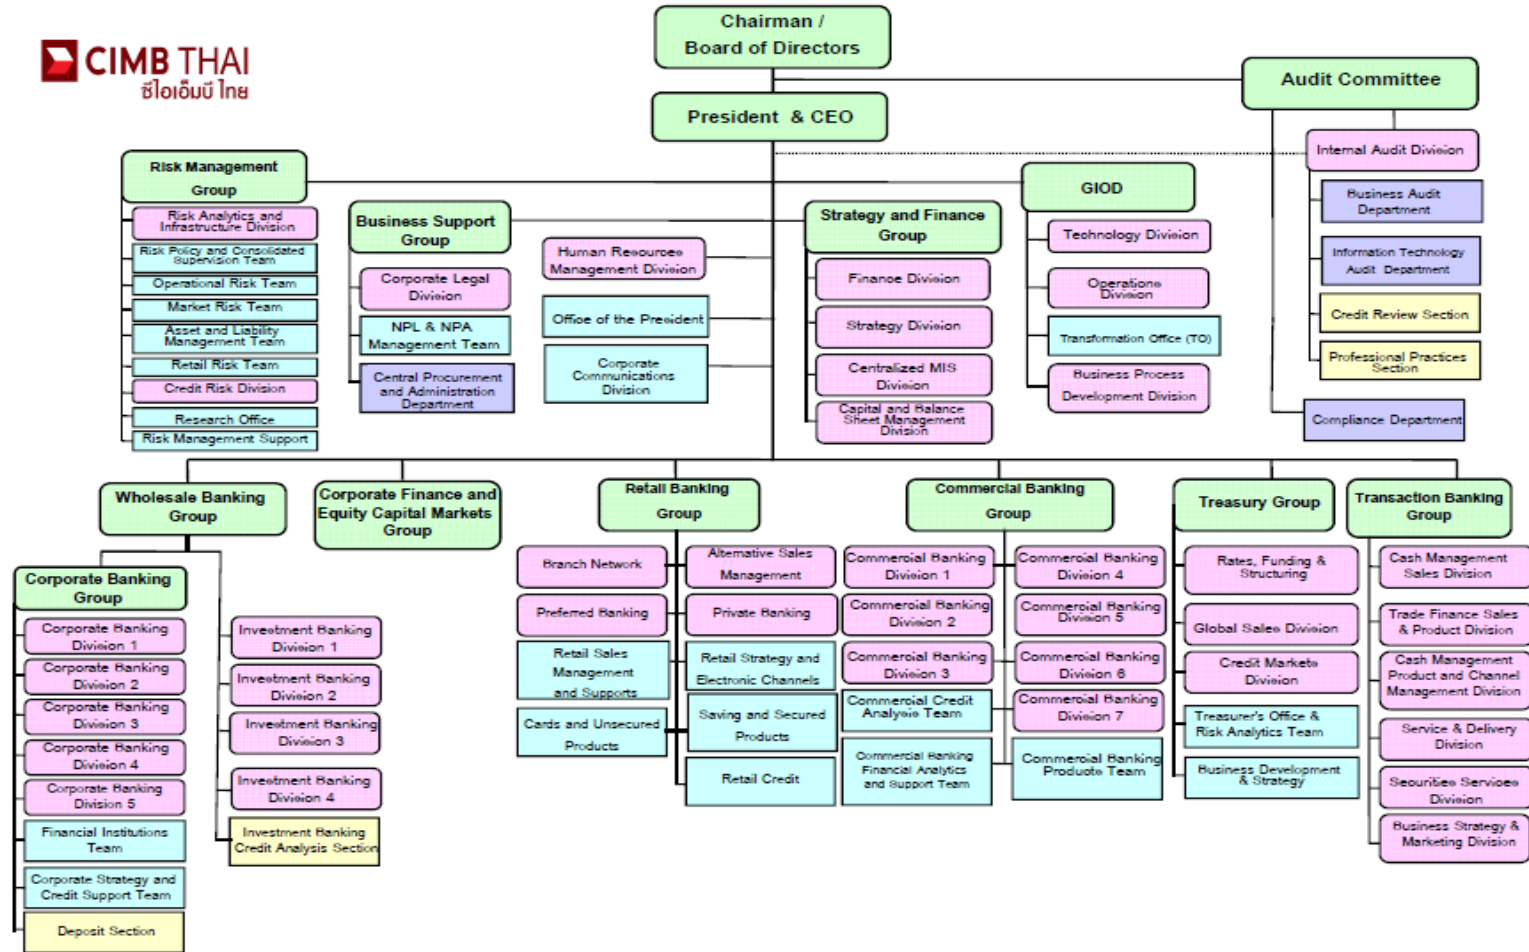 Chairman /
Board of Directors
CIMB THAI
ซีไอเอ็มบี ไทย
Audit Committee
President & CEO
Internal Audit Division
Business Audit
Department
Information Technology
Audit Department
Credit Review Section
Professional Practices
Section
Compliance Department
Risk Management
Group
Risk Analytics and
Infrastructure Division
Risk Policy and Consolidated
Supervision Team
Operational Risk Team
Market Risk Team
Asset and Liability
Management Team
Retail Risk Team
Credit Risk Division
Research Office
Risk Management Support
Business Support
Group
Corporate Legal
Division
NPL & NPA
Management Team
Central Procurement
and Administration
Department
Human Resources
Management Division
Office of the President
Corporate
Communications
Division
Strategy and Finance
Group
Finance Division
Strategy Division
Centralized MIS
Division
Capital and Balance
Sheet Management
Division
GIOD
Technology Division
Operations
Division
Transformation Office (TO)
Business Process
Development Division
Wholesale Banking
Group
Corporate Banking
Group
Corporate Banking
Division 1
Corporate Banking
Division 2
Corporate Banking
Division 3
Corporate Banking
Division 4
Corporate Banking
Division 5
Financial Institutions
Team
Corporate Strategy and
Credit Support Team
Deposit Section
Investment Banking
Division 1
Investment Banking
Division 2
Investment Banking
Division 3
Investment Banking
Division 4
Investment Banking
Credit Analysis Section
Corporate Finance and
Equity Capital Markets
Group
Retail Banking
Group
Branch Network
Alternative Sales
Management
Preferred Banking
Private Banking
Retail Sales
Management
and Supports
Retail Strategy and
Electronic Channels
Cards and Unsecured
Products
Saving and Secured
Products
Retail Credit
Commercial Banking
Group
Commercial Banking
Division 1
Commercial Banking
Division 2
Commercial Banking
Division 3
Commercial Credit
Analysis Team
Commercial Banking
Financial Analytics
and Support Team
Commercial Banking
Division 4
Commercial Banking
Division 5
Commercial Banking
Division 6
Commercial Banking
Division 7
Commercial Banking
Products Team
Treasury Group
Rates, Funding &
Structuring
Global Sales Division
Credit Markets
Division
Treasurer's Office &
Risk Analytics Team
Business Development
& Strategy
Transaction Banking
Group
Cash Management
Sales Division
Trade Finance Sales
& Product Division
Cash Management
Product and Channel
Management Division
Service & Delivery
Division
Securities Services
Division
Business Strategy &
Marketing Division